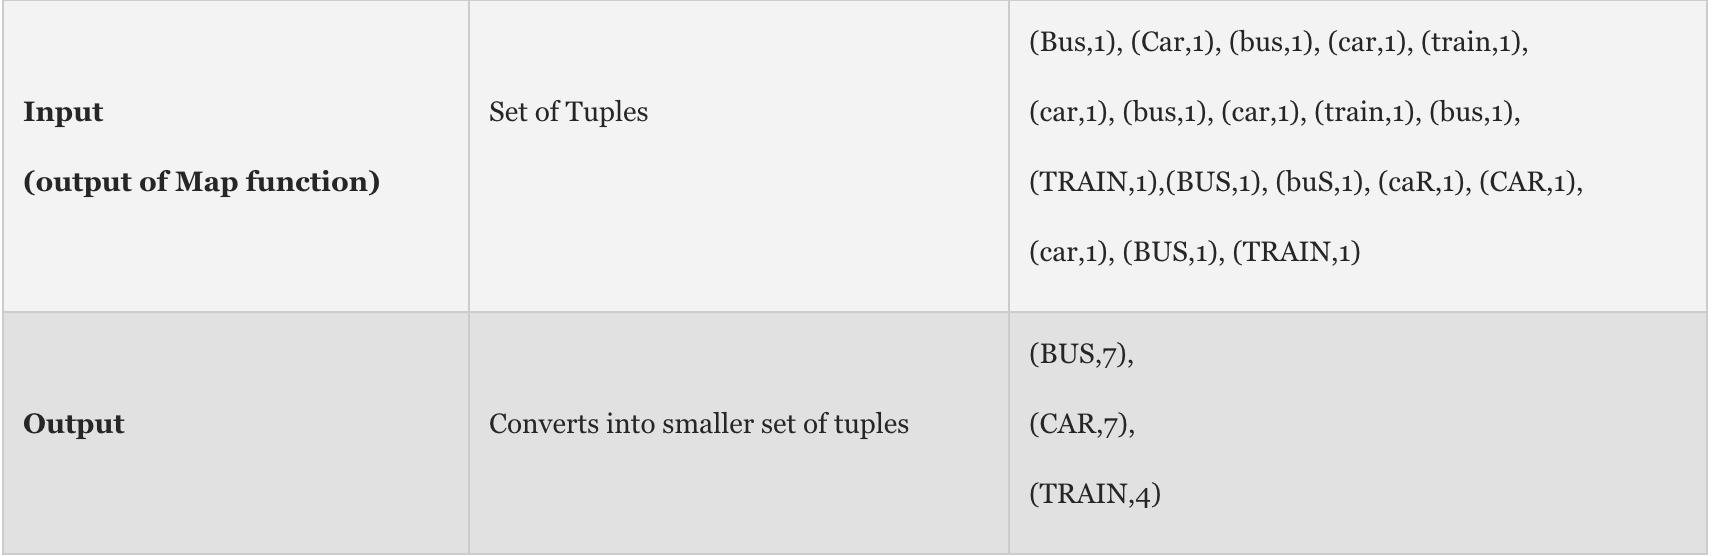 Input
(output of Map function)
Set of Tuples
(Bus,1), (Car,1), (bus,1), (car,1), (train,1),
(car,1), (bus,1), (car,1), (train,1), (bus,1),
(TRAIN,1),(BUS,1), (buS,1), (caR,1), (CAR,1),
(car,1), (BUS,1), (TRAIN,1)
Output
Converts into smaller set of tuples
(BUS,7),
(CAR,7),
(TRAIN,4)